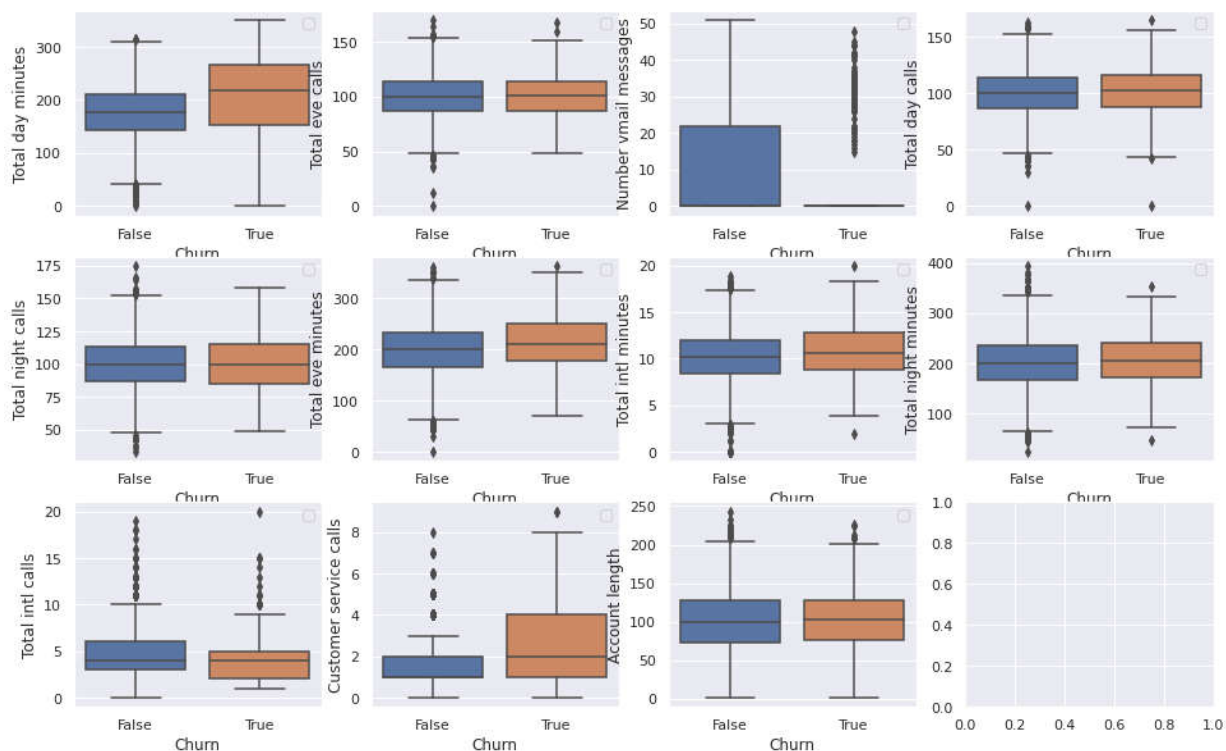 Total day minutes
300
200
100
0
False
True
Churn
Total eve calls
150
100
50
0
False
True
Churn
Number vmail messages
50
40
30
20
10
0
False
True
Churn
Total day calls
150
100
50
0
False
True
Churn
Total night calls
175
150
125
100
75
50
False
True
Churn
Total eve minutes
300
200
100
0
False
True
Churn
Total intl minutes
20
15
10
5
0
False
True
Churn
Total night minutes
400
300
200
100
False
True
Churn
Total intl calls
20
15
10
5
0
False
True
Churn
Customer service calls
8
6
4
2
0
False
True
Churn
Account length
250
200
150
100
50
0
False
True
Churn
1.0
0.8
0.6
0.4
0.2
0.0
0.0
0.2
0.4
0.6
0.8
1.0